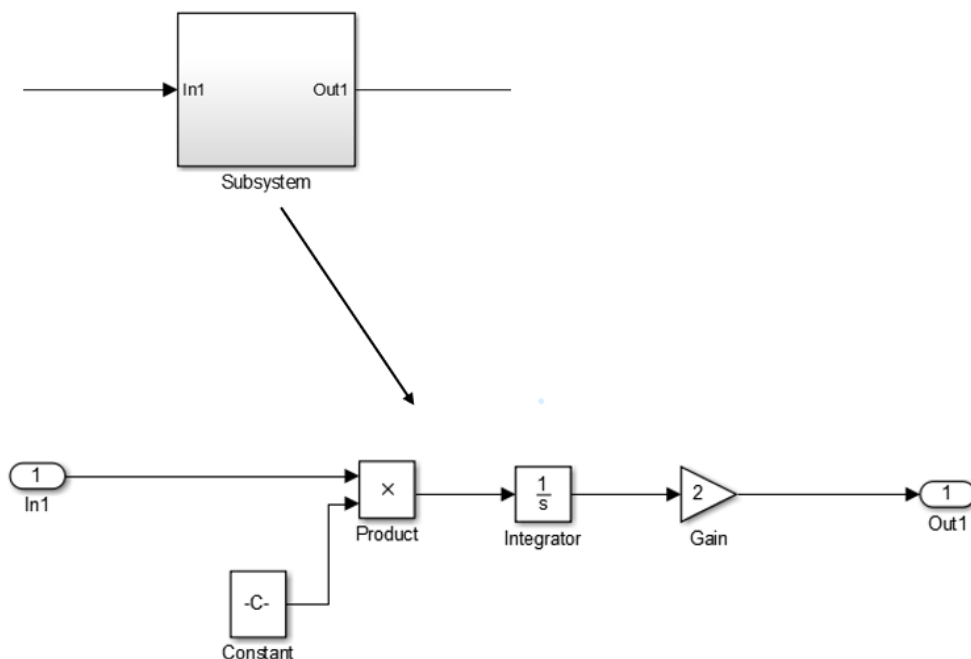 In1 Out1
Subsystem
1
In1
×
Product
1
s
Integrator
2
Gain
1
Out1
-C-
Constant